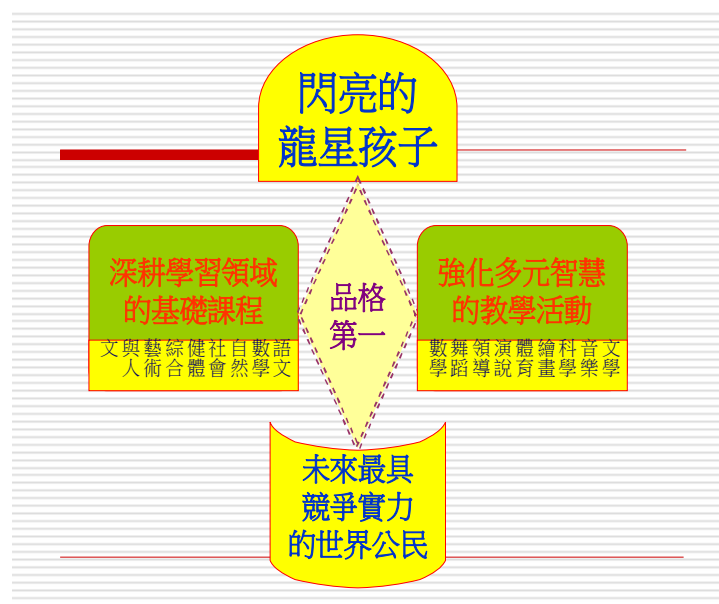 閃亮的
龍星孩子
深耕學習領域
的基礎課程
語文
數學
自然
社會
健體
綜合
藝術
與人
文
品格
第一
強化多元智慧
的教學活動
文學
音樂
科學
繪畫
體育
演說
領導
舞蹈
數學
未來最具
競爭實力
的世界公民